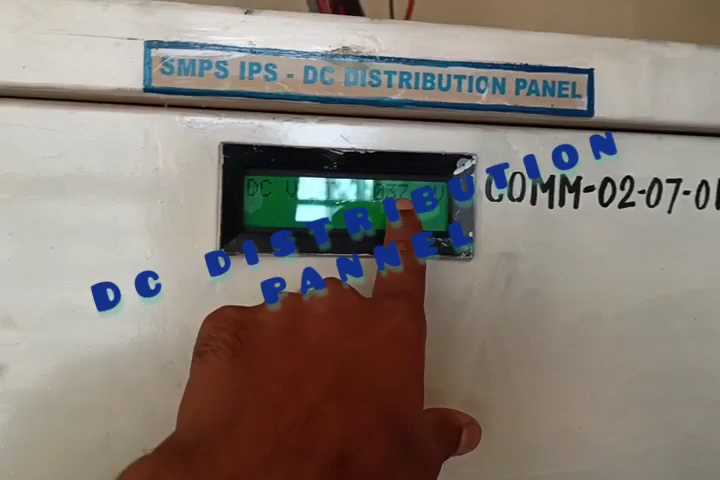 SMPS IPS - DC DISTRIBUTION PANEL
DC V
COMM-02-07-0
DC DISTRIBUTION
PANNEL